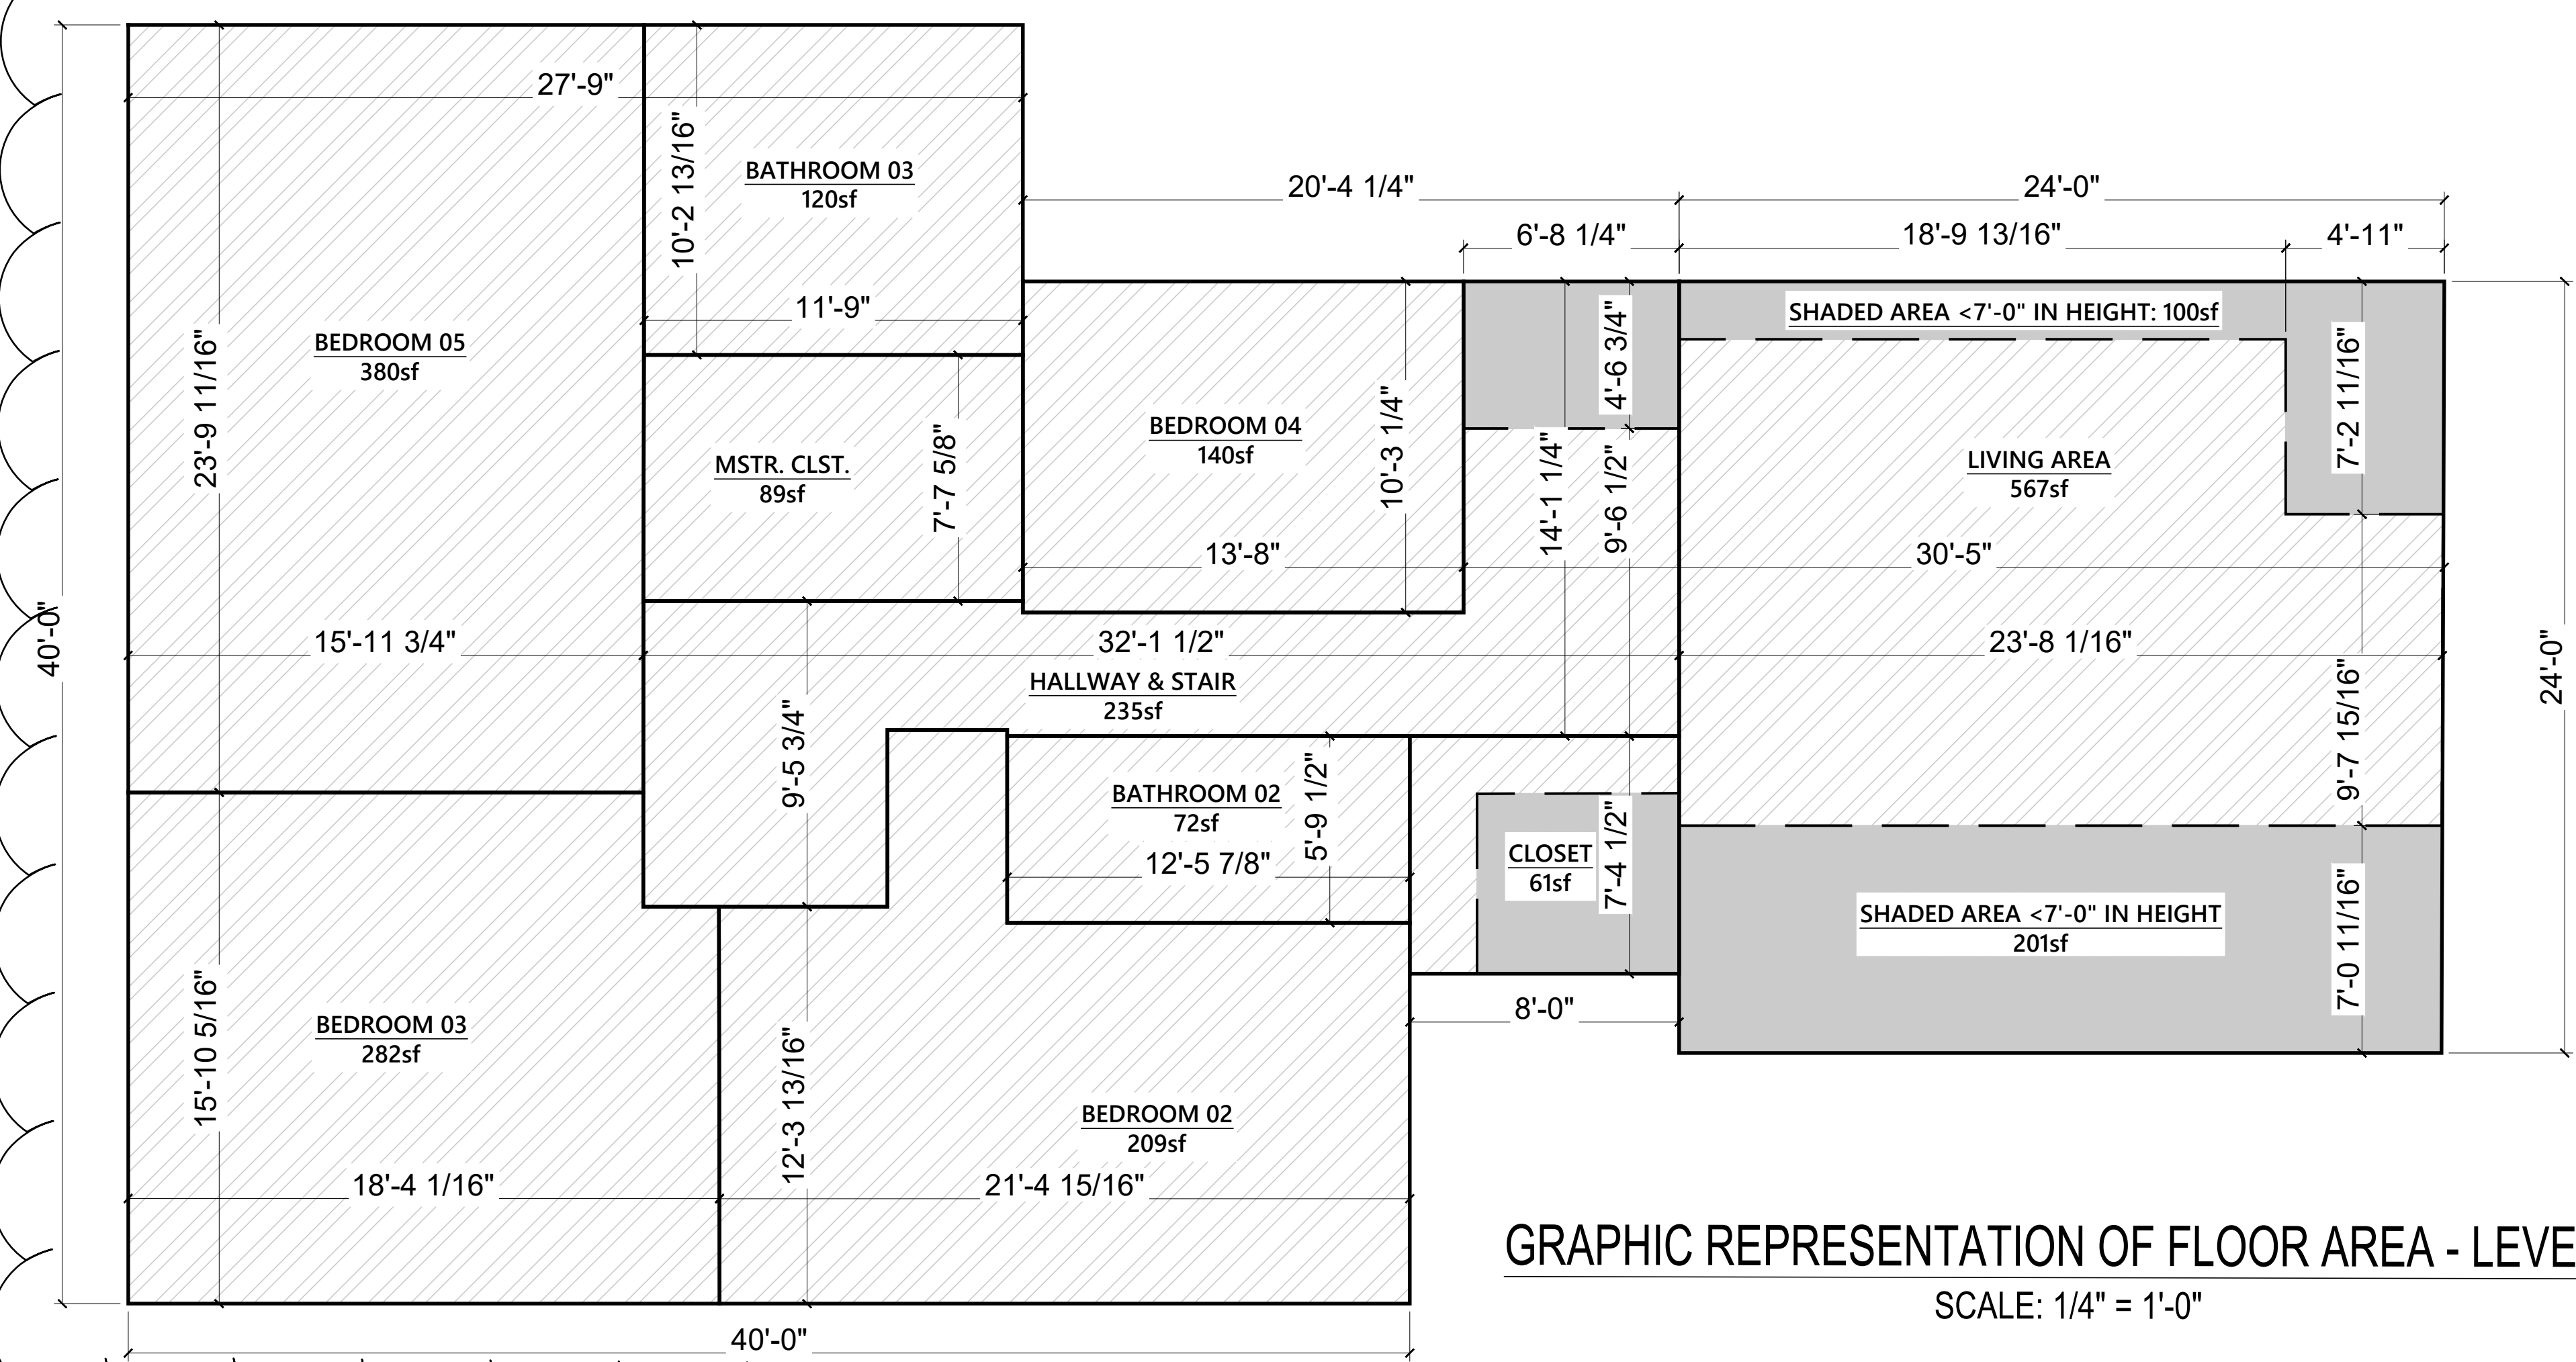 27'-9"
10'-2 13/16"
BATHROOM 03
120sf
11'-9"
20'-4 1/4"
24'-0"
6'-8 1/4"
18'-9 13/16"
4'-11"
SHADED AREA <7'-0" IN HEIGHT: 100sf
BEDROOM 05
380sf
23'-9 11/16"
MSTR. CLST.
89sf
7'-7 5/8"
BEDROOM 04
140sf
10'-3 1/4"
13'-8"
4'-6 3/4"
14'-1 1/4"
9'-6 1/2"
7'-2 11/16"
LIVING AREA
567sf
30'-5"
40'-0"
15'-11 3/4"
32'-1 1/2"
23'-8 1/16"
24'-0"
HALLWAY & STAIR
235sf
9'-5 3/4"
BATHROOM 02
72sf
12'-5 7/8"
5'-9 1/2"
CLOSET
61sf
7'-4 1/2"
9'-7 15/16"
SHADED AREA <7'-0" IN HEIGHT
201sf
7'-0 11/16"
8'-0"
BEDROOM 03
282sf
15'-10 5/16"
18'-4 1/16"
12'-3 13/16"
BEDROOM 02
209sf
21'-4 15/16"
40'-0"
GRAPHIC REPRESENTATION OF FLOOR AREA - LEVE
SCALE: 1/4" = 1'-0"